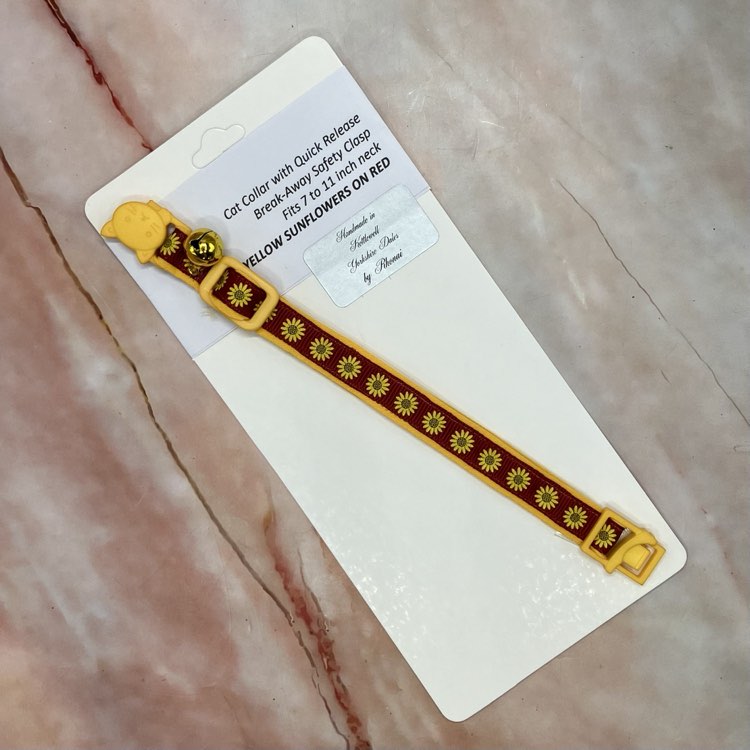 Cat Collar with Quick Release
Break-Away Safety Clasp
Fits 7 to 11 inch neck
YELLOW SUNFLOWERS ON RED
Handmade in
Kettlewell
Yorkshire Dales
by Rhonai